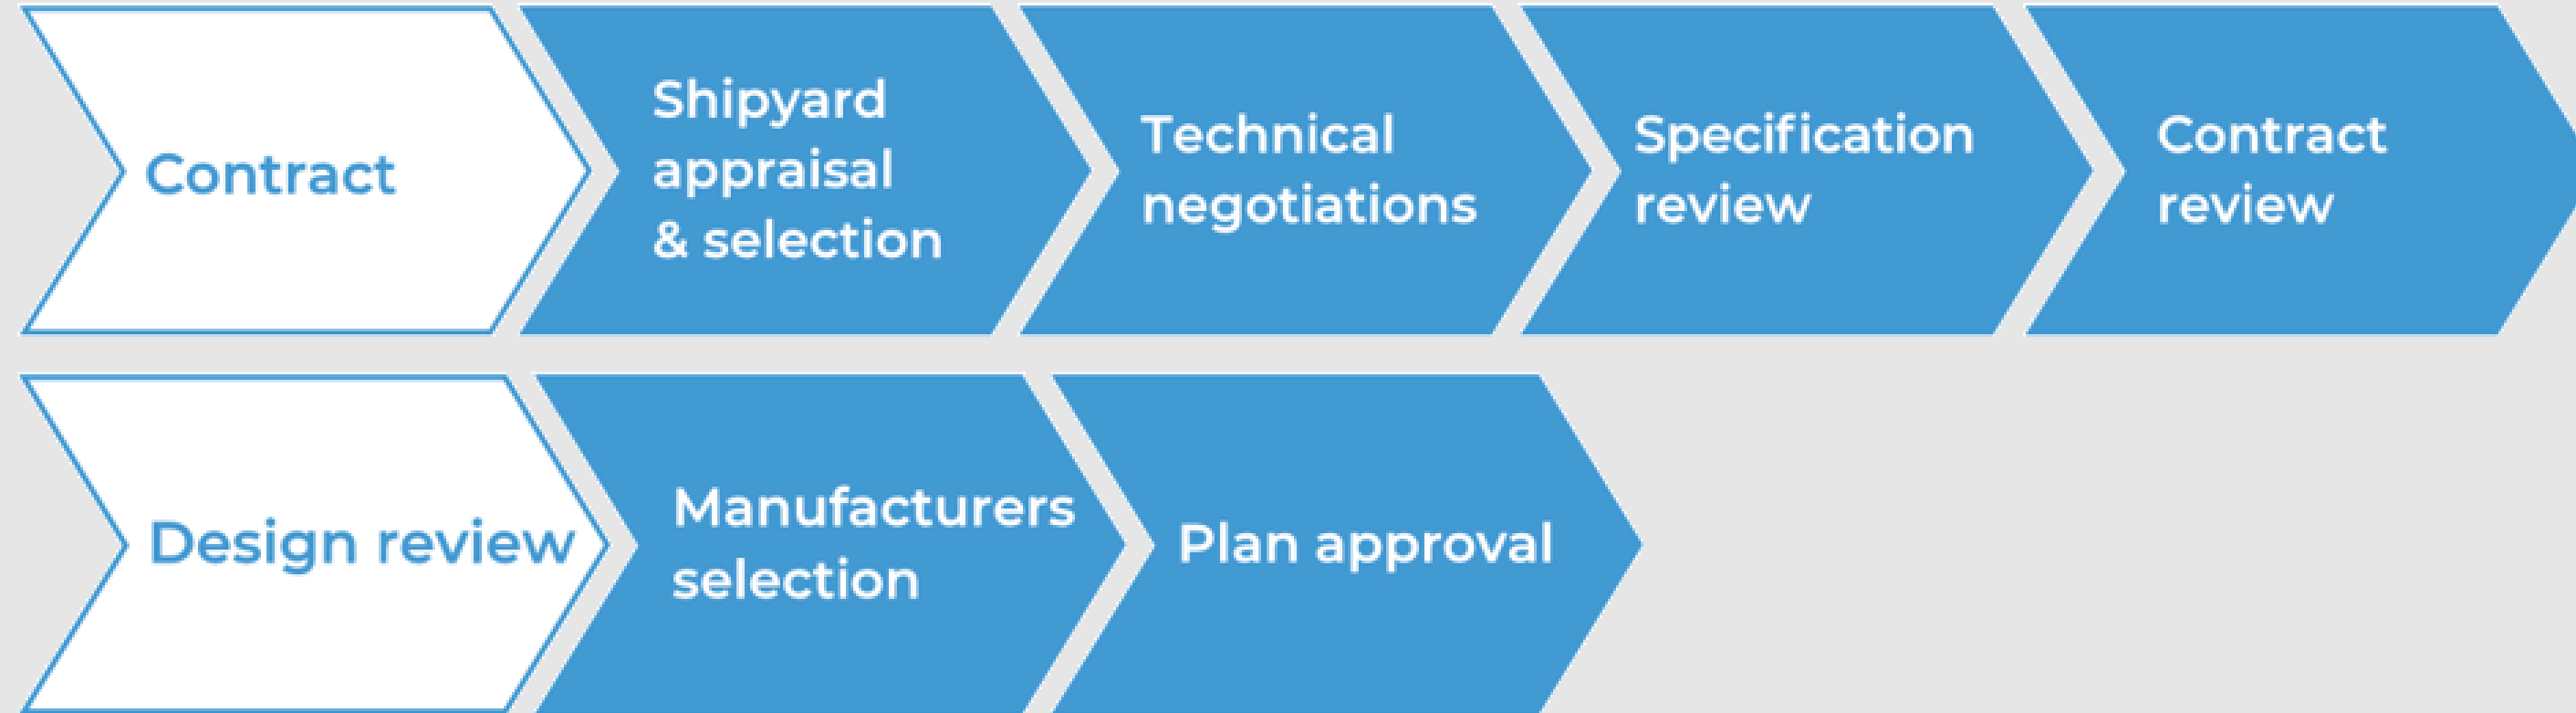 Contract
Shipyard
appraisal
& selection
Technical
negotiations
Specification
review
Contract
review
Design review
Manufacturers
selection
Plan approval